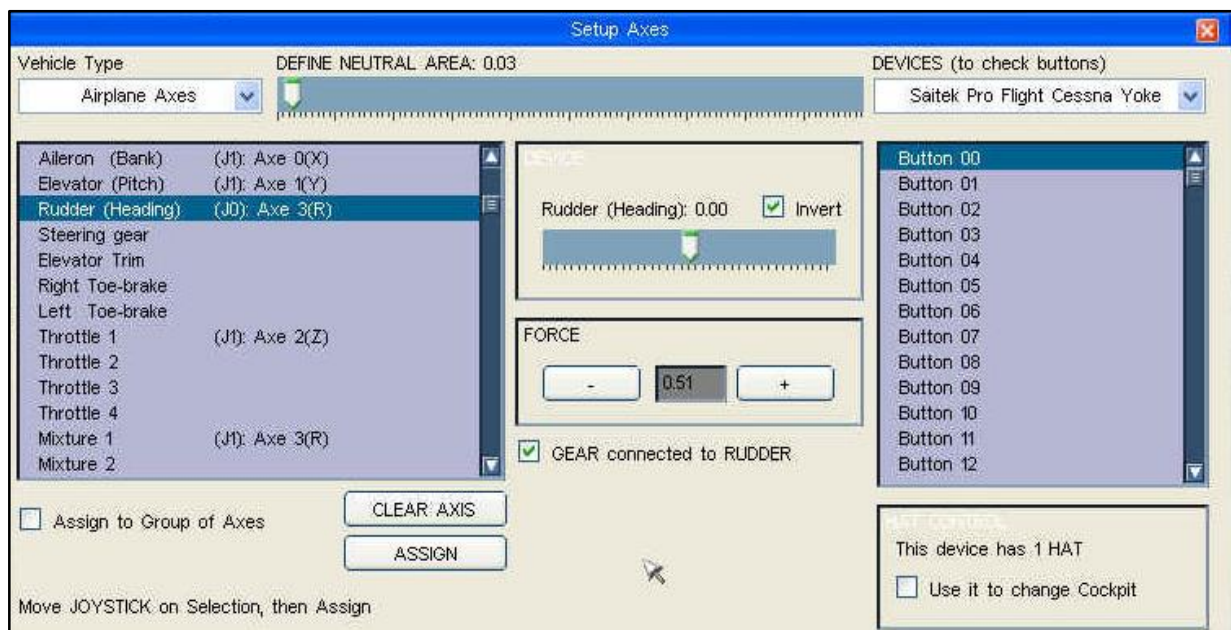 Setup Axes
Vehicle Type
DEFINE NEUTRAL AREA: 0.03
DEVICES (to check buttons)
Airplane Axes
Saitek Pro Flight Cessna Yoke
Aileron (Bank) (J1): Axe 0(X)
Elevator (Pitch) (J1): Axe 1(Y)
Rudder (Heading) (J0): Axe 3(R)
Steering gear
Elevator Trim
Right Toe-brake
Left Toe-brake
Throttle 1 (J1): Axe 2(Z)
Throttle 2
Throttle 3
Throttle 4
Mixture 1 (J1): Axe 3(R)
Mixture 2
Assign to Group of Axes
CLEAR AXIS
ASSIGN
Move JOYSTICK on Selection, then Assign
DEVICE
Rudder (Heading): 0.00
Invert
FORCE
- 0.51 +
GEAR connected to RUDDER
Button 00
Button 01
Button 02
Button 03
Button 04
Button 05
Button 06
Button 07
Button 08
Button 09
Button 10
Button 11
Button 12
HAT CONTROL
This device has 1 HAT
Use it to change Cockpit